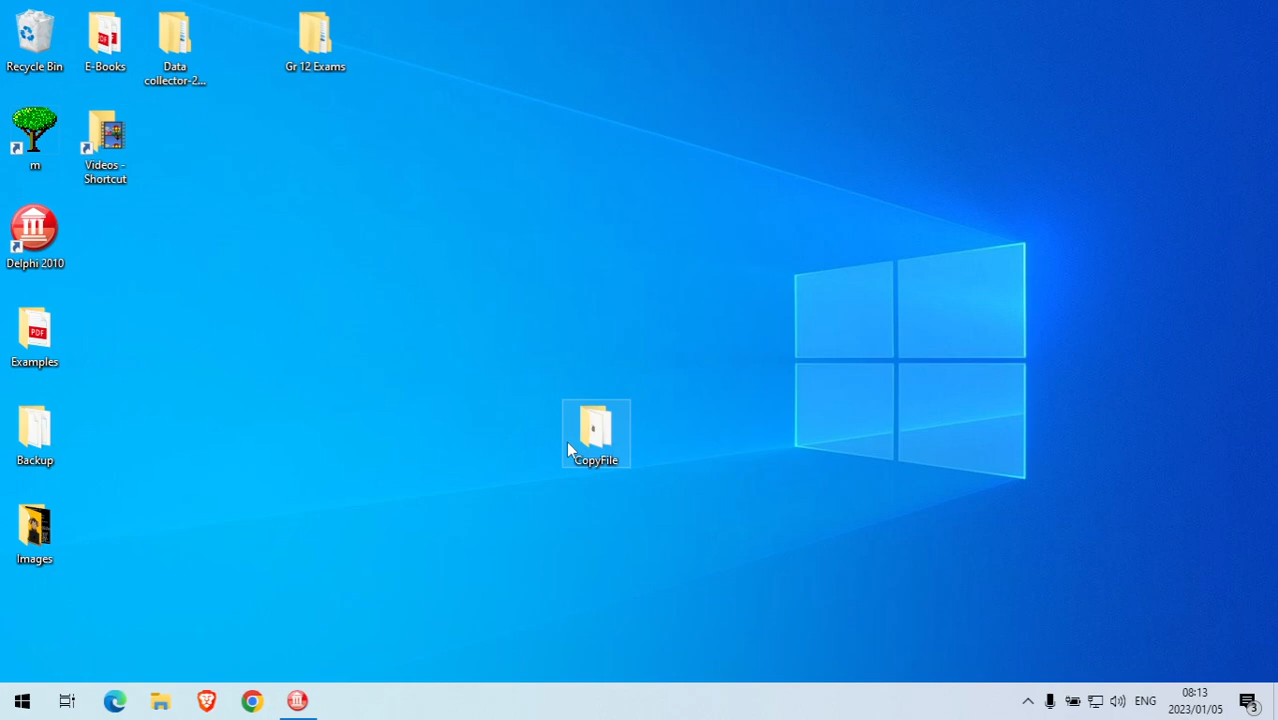 Recycle Bin
E-Books
Data
collector-2...
Gr 12 Exams
m
Videos -
Shortcut
Delphi 2010
Examples
CopyFile
Backup
Images
ENG
08:13
2023/01/05
3